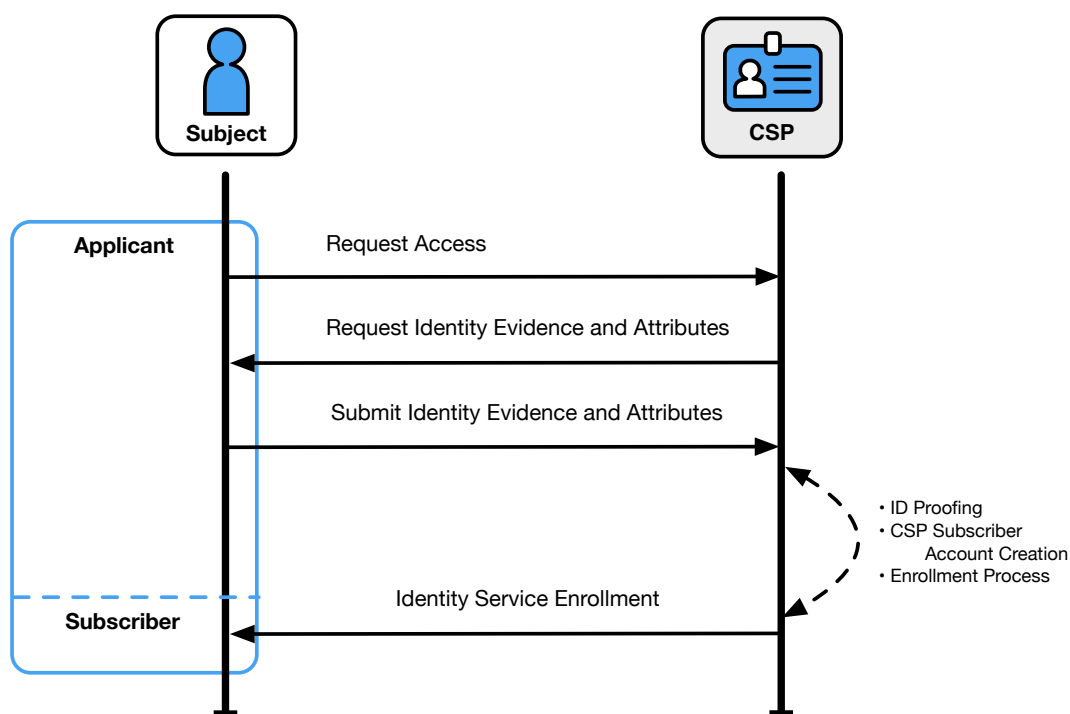 Subject
CSP
Applicant
Request Access
Request Identity Evidence and Attributes
Submit Identity Evidence and Attributes
• ID Proofing
• CSP Subscriber
Account Creation
• Enrollment Process
Identity Service Enrollment
Subscriber